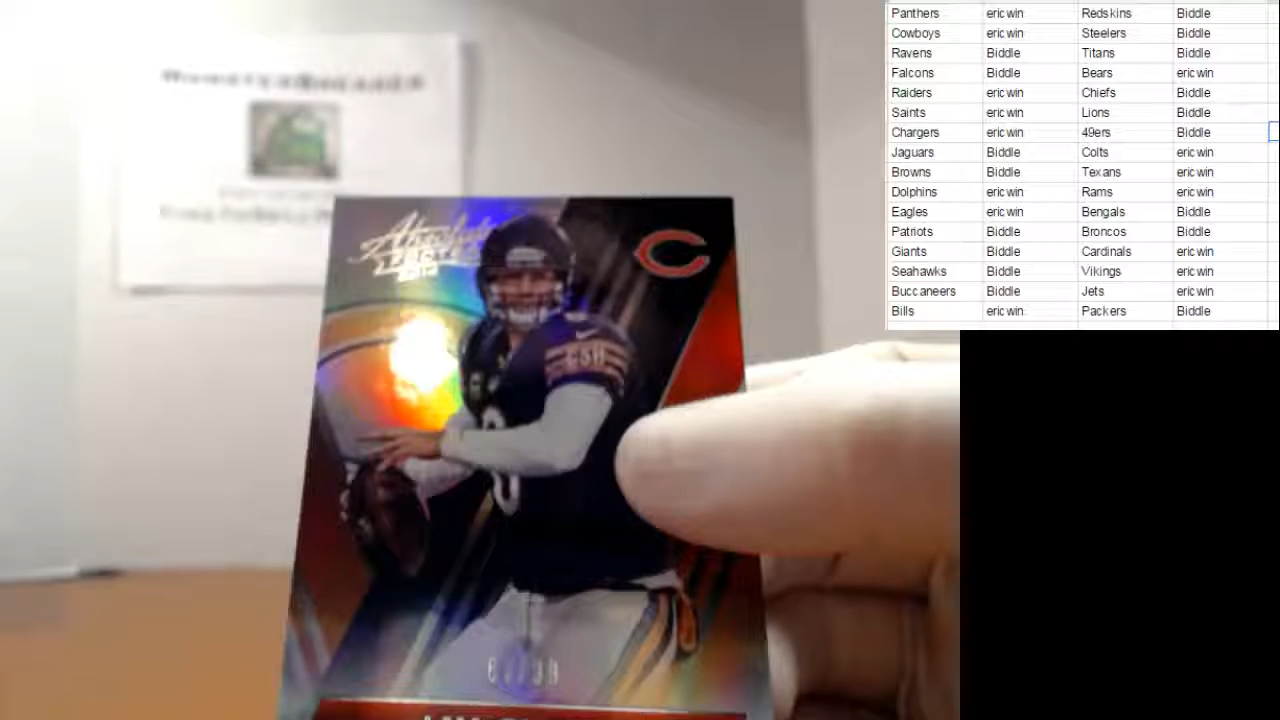 Panthers eric win Redskins Biddle
Cowboys eric win Steelers Biddle
Ravens Biddle Titans Biddle
Falcons Biddle Bears eric win
Raiders eric win Chiefs Biddle
Saints eric win Lions Biddle
Chargers eric win 49ers Biddle
Jaguars Biddle Colts eric win
Browns Biddle Texans eric win
Dolphins eric win Rams eric win
Eagles eric win Bengals Biddle
Patriots Biddle Broncos Biddle
Giants Biddle Cardinals eric win
Seahawks Biddle Vikings eric win
Buccaneers Biddle Jets eric win
Bills eric win Packers Biddle
Absolute
C
GSH